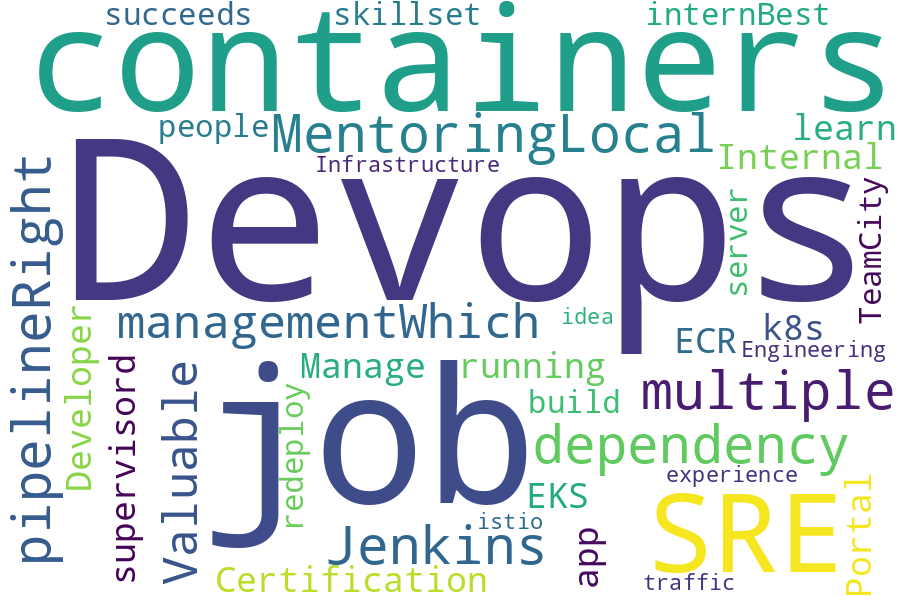 succeeds
skillset
internBest
containers
people
MentoringLocal
learn
Infrastructure
Internal
Devops
server
TeamCity
pipelineRight
Developer
managementWhich
idea
ECR
k8s
Engineering
supervisord
Valuable
Manage
running
job
redeploy
build
multiple
dependency
experience
EKS
istio
Jenkins
app
SRE
Portal
Certification
traffic